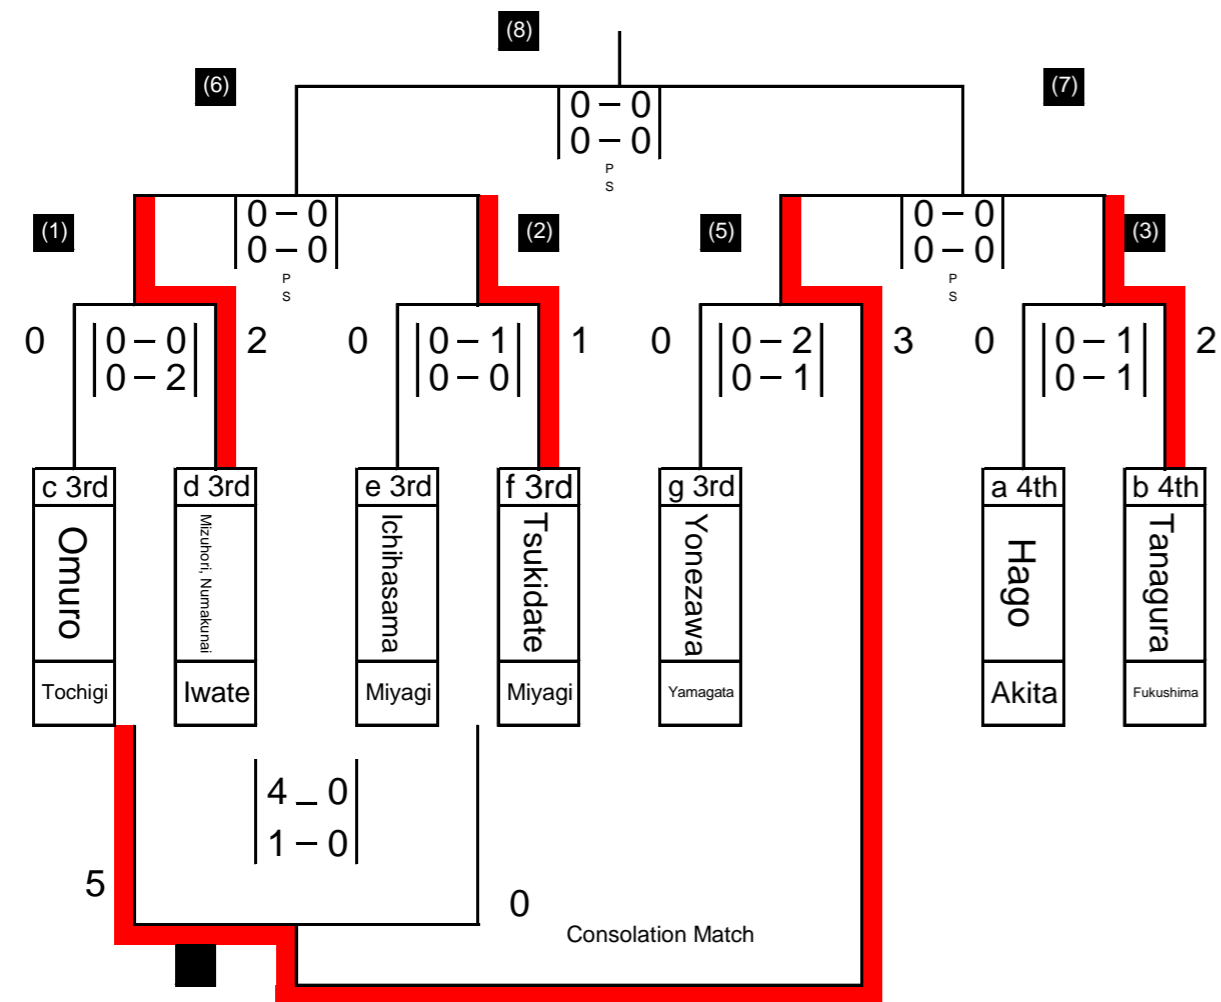 (8)
(6)
(7)
0 – 0
0 – 0
P
S
(1)
0 – 0
0 – 0
P
S
(2)
(5)
0 – 0
0 – 0
P
S
(3)
0
0 – 0
0 – 2
2
0
0 – 1
0 – 0
1
0
0 – 2
0 – 1
3
0
0 – 1
0 – 1
2
c 3rd
d 3rd
e 3rd
f 3rd
g 3rd
a 4th
b 4th
Omuro
Mizuhori, Numakunai
Ichihasama
Tsukidate
Yonezawa
Hago
Tanagura
Tochigi
Iwate
Miyagi
Miyagi
Yamagata
Akita
Fukushima
4 _ 0
1 – 0
5
0
Consolation Match